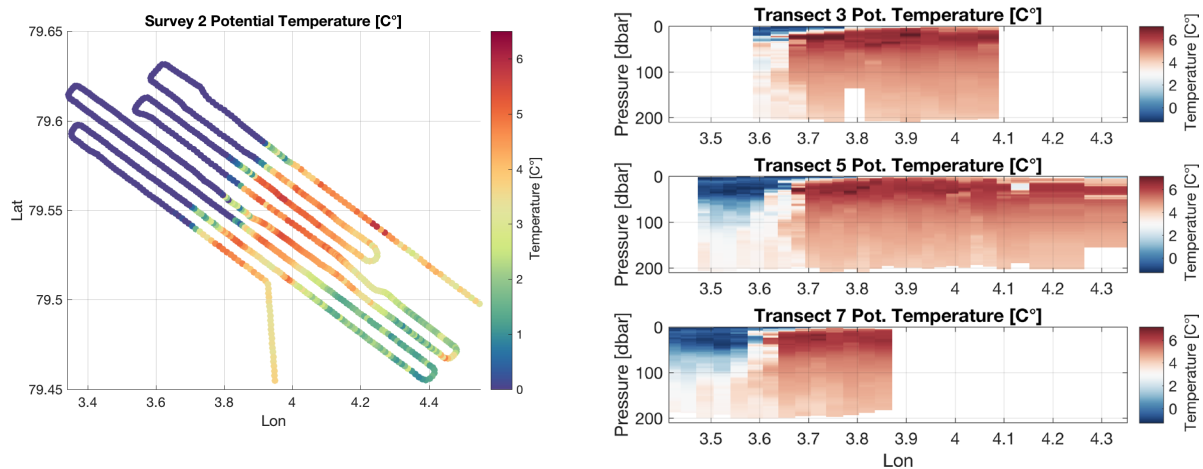 Survey 2 Potential Temperature [C°]
79.65
79.6
79.55
79.5
79.45
Lat
3.4 3.6 3.8 4 4.2 4.4
Lon
6
5
4
3
2
1
0
Temperature [C°]
Transect 3 Pot. Temperature [C°]
Pressure [dbar]
0
100
200
3.5 3.6 3.7 3.8 3.9 4 4.1 4.2 4.3
6
4
2
0
Temperature [C°]
Transect 5 Pot. Temperature [C°]
Pressure [dbar]
0
100
200
3.5 3.6 3.7 3.8 3.9 4 4.1 4.2 4.3
6
4
2
0
Temperature [C°]
Transect 7 Pot. Temperature [C°]
Pressure [dbar]
0
100
200
3.5 3.6 3.7 3.8 3.9 4 4.1 4.2 4.3
Lon
6
4
2
0
Temperature [C°]